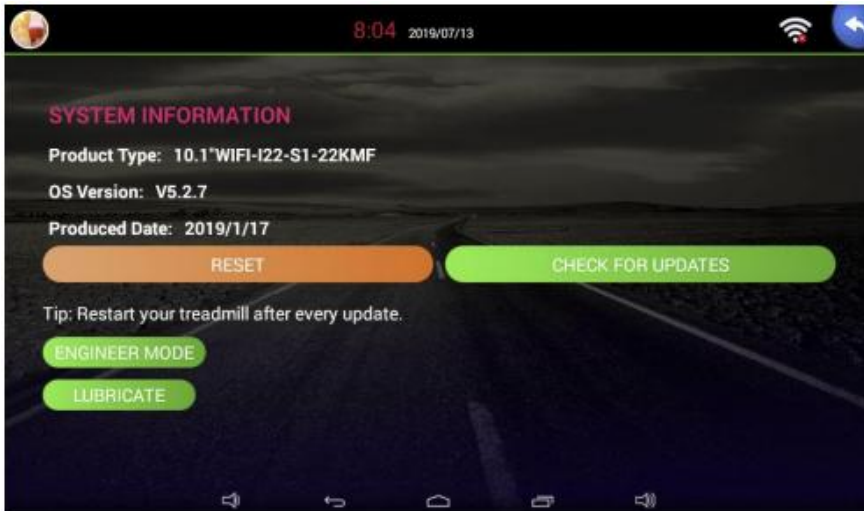 8:04 2019/07/13
SYSTEM INFORMATION
Product Type: 10.1"WIFI-I22-S1-22KMF
OS Version: V5.2.7
Produced Date: 2019/1/17
RESET CHECK FOR UPDATES
Tip: Restart your treadmill after every update.
ENGINEER MODE
LUBRICATE